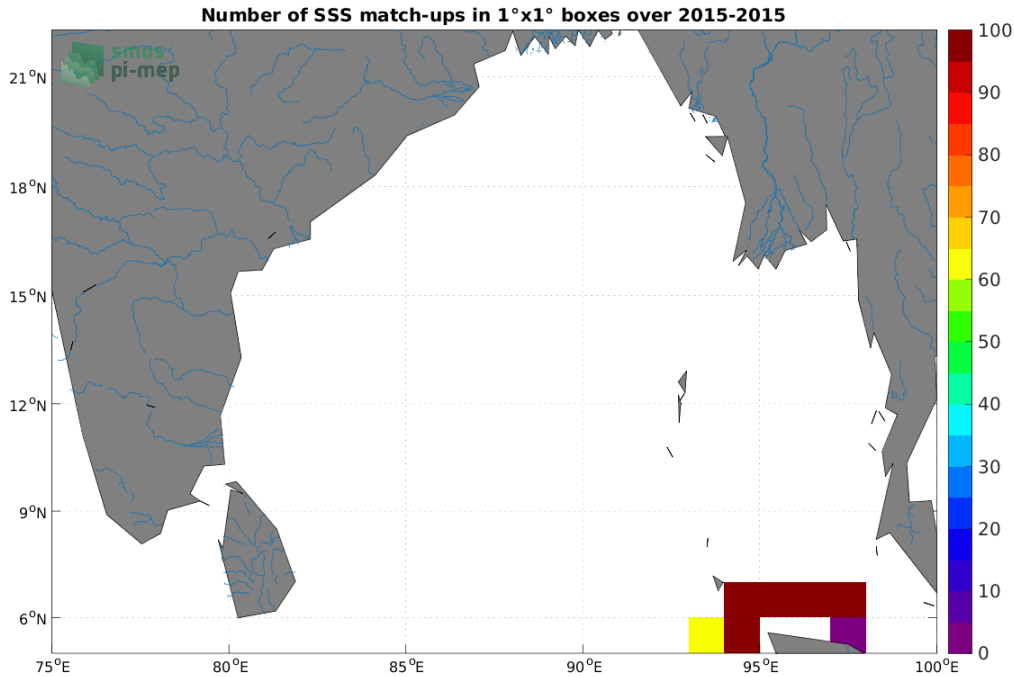 Number of SSS match-ups in 1°x1° boxes over 2015-2015
smos
pi-mep
21°N
18°N
15°N
12°N
9°N
6°N
75°E
80°E
85°E
90°E
95°E
100°E
100
90
80
70
60
50
40
30
20
10
0